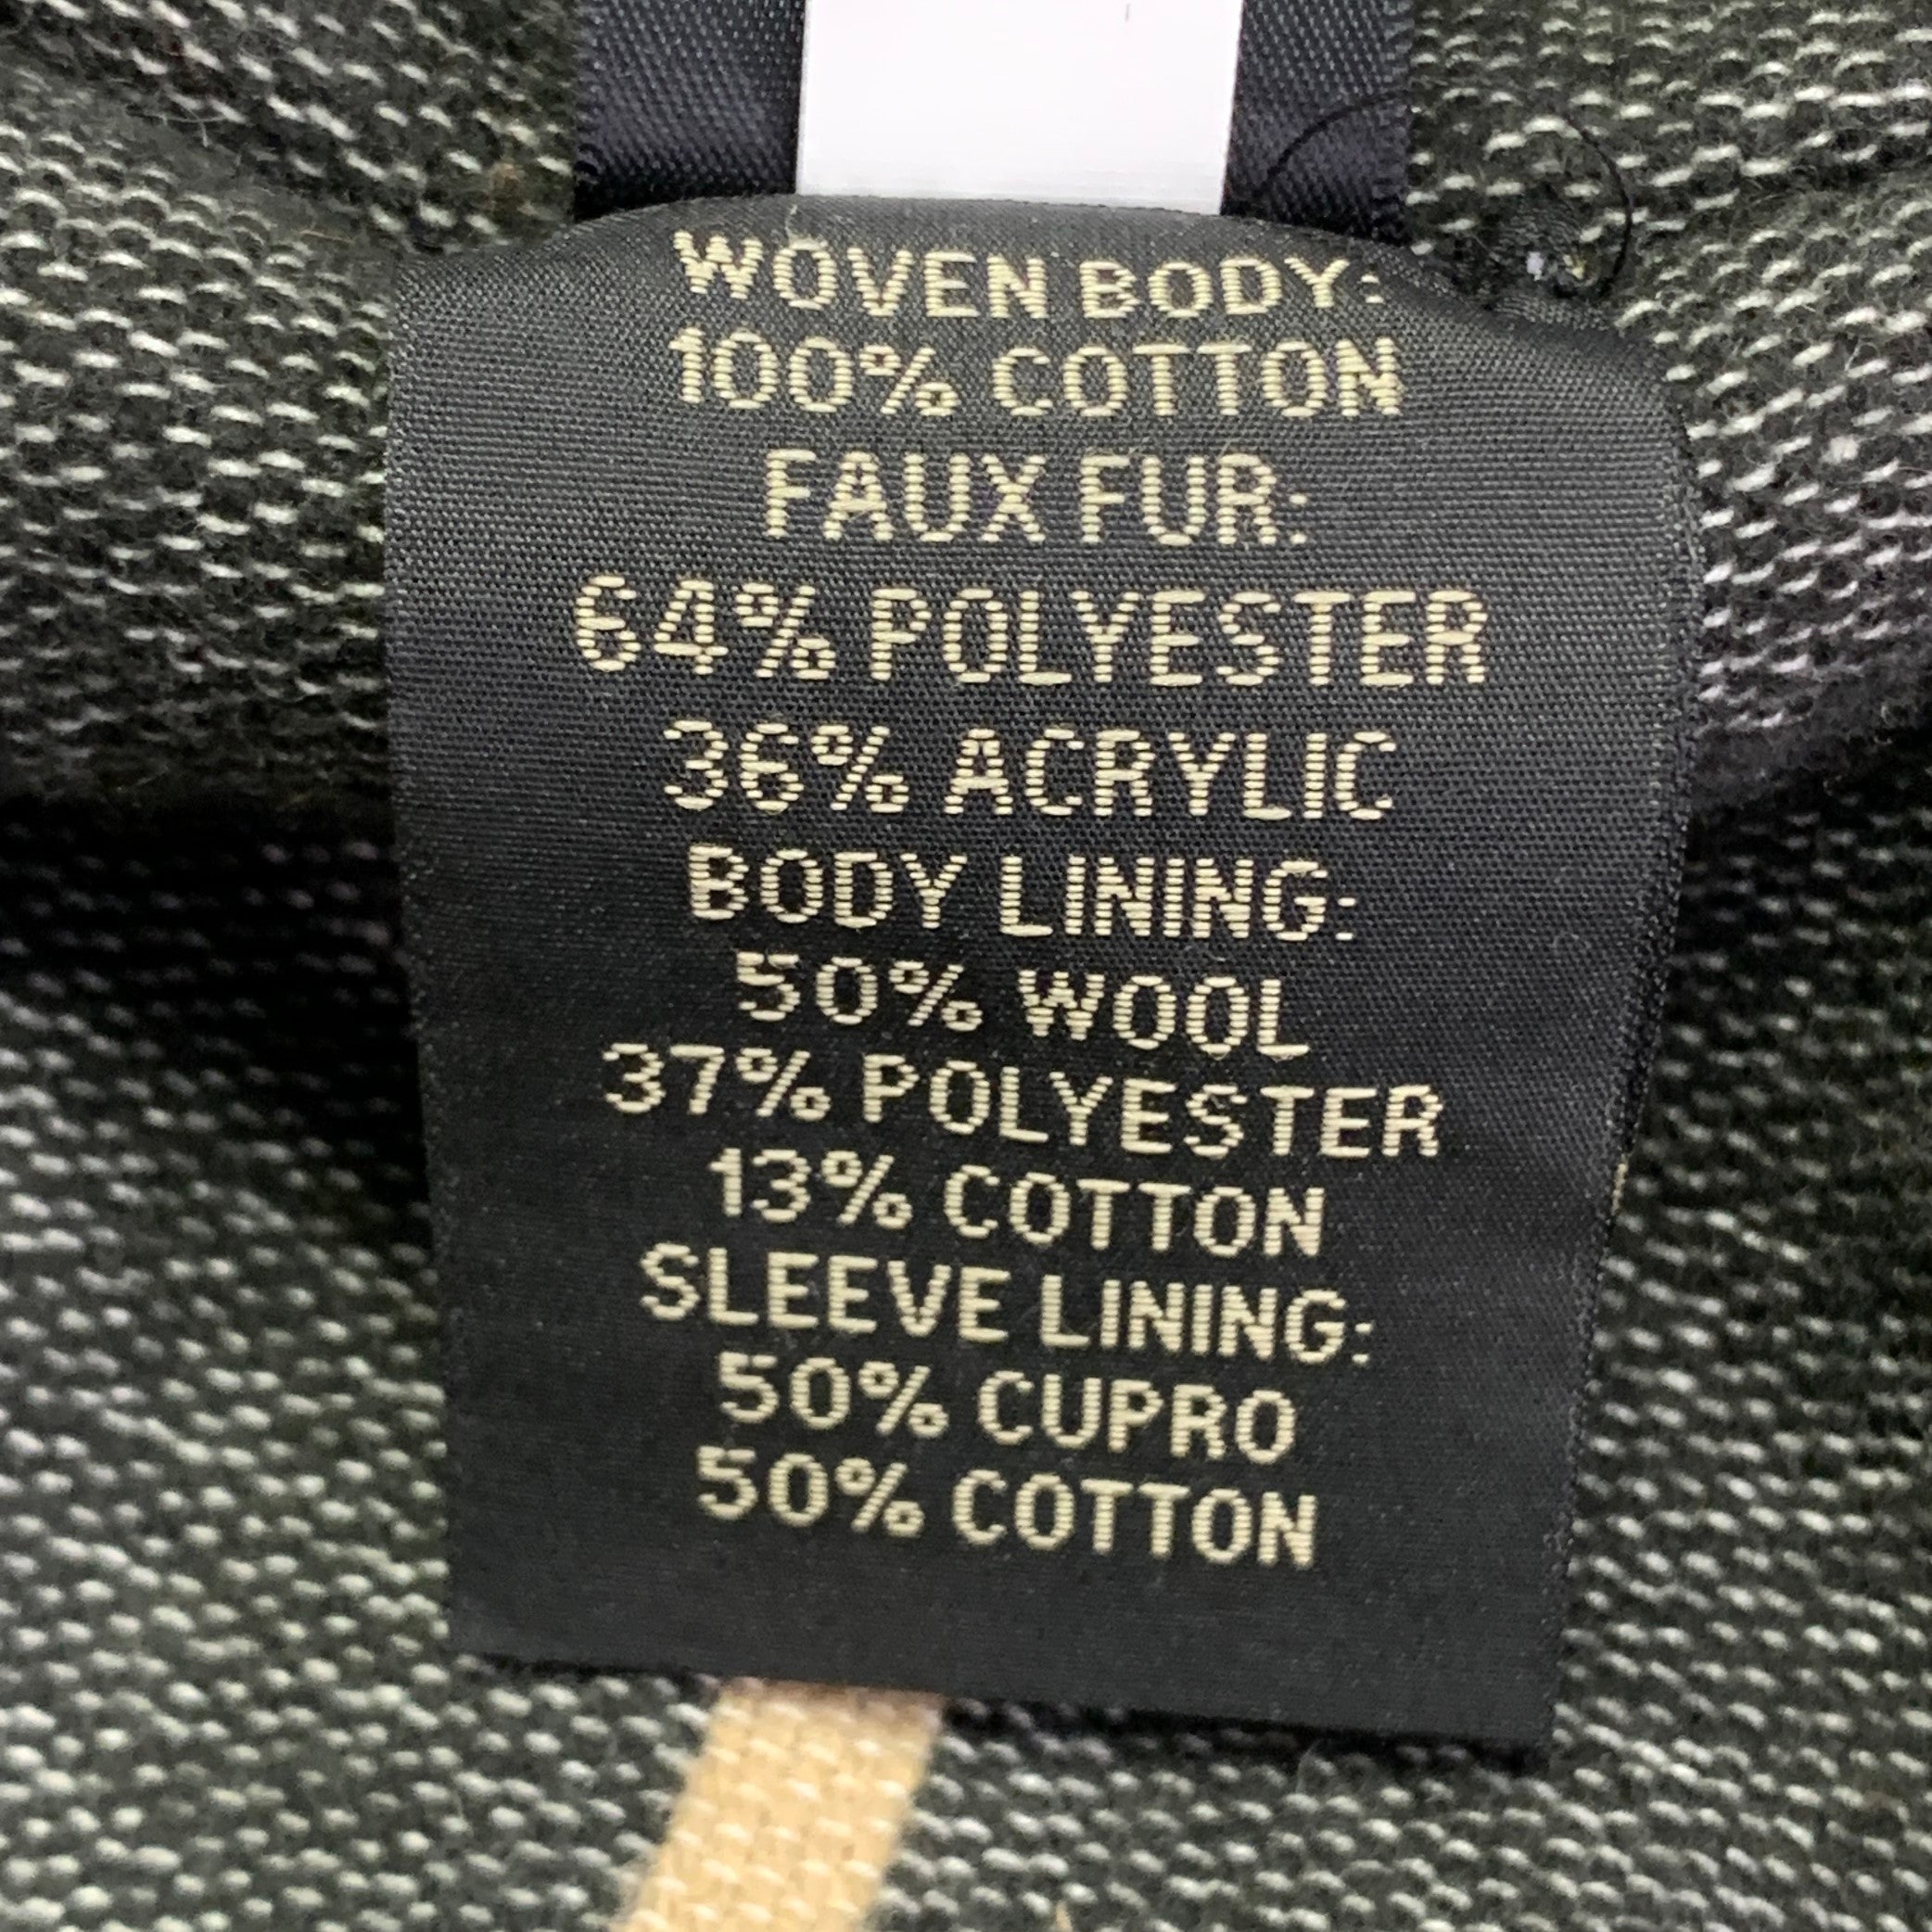 WOVEN BODY:
100% COTTON
FAUX FUR:
64% POLYESTER
36% ACRYLIC
BODY LINING:
50% WOOL
37% POLYESTER
13% COTTON
SLEEVE LINING:
50% CUPRO
50% COTTON